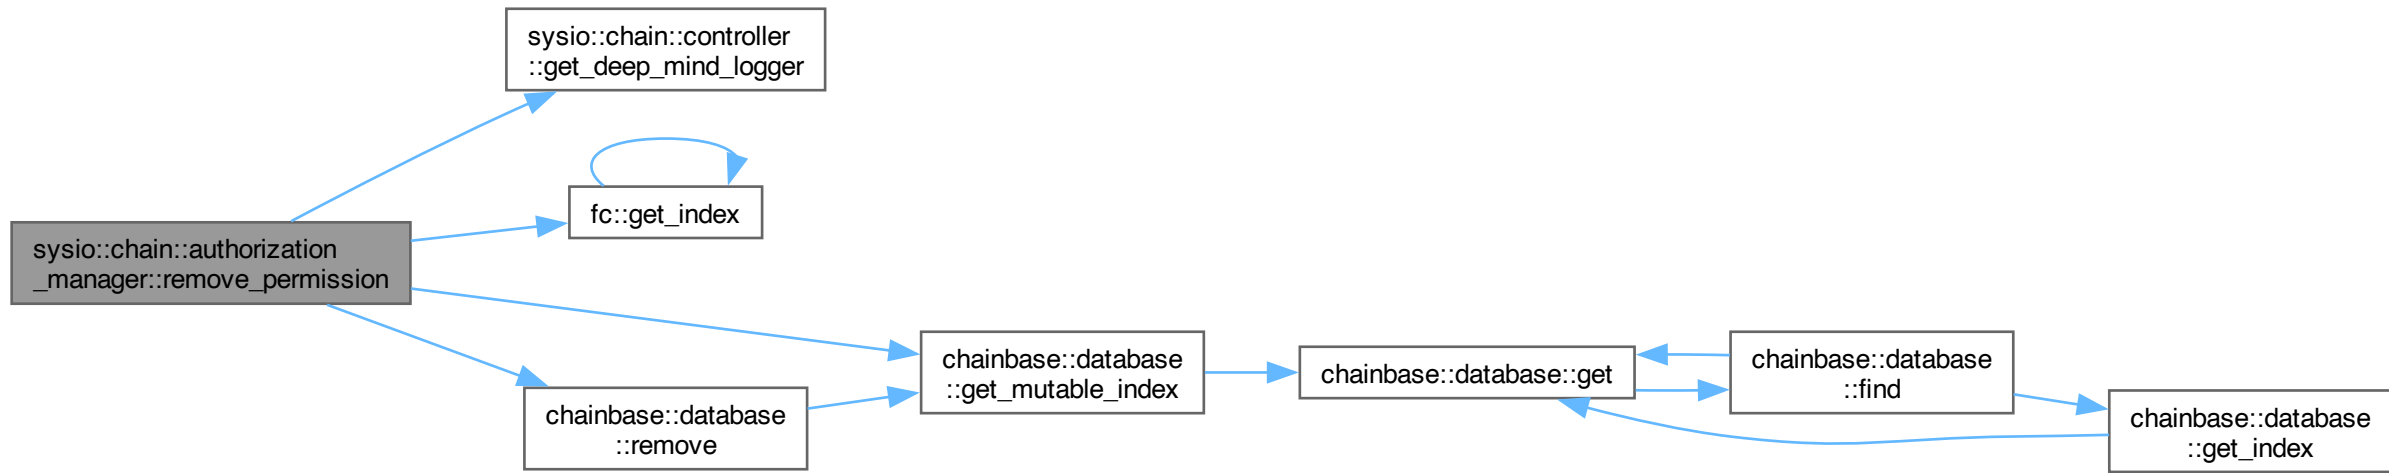 sysio::chain::controller
::get_deep_mind_logger
fc::get_index
sysio::chain::authorization
_manager::remove_permission
chainbase::database
::get_mutable_index
chainbase::database
::remove
chainbase::database::get
chainbase::database
::find
chainbase::database
::get_index